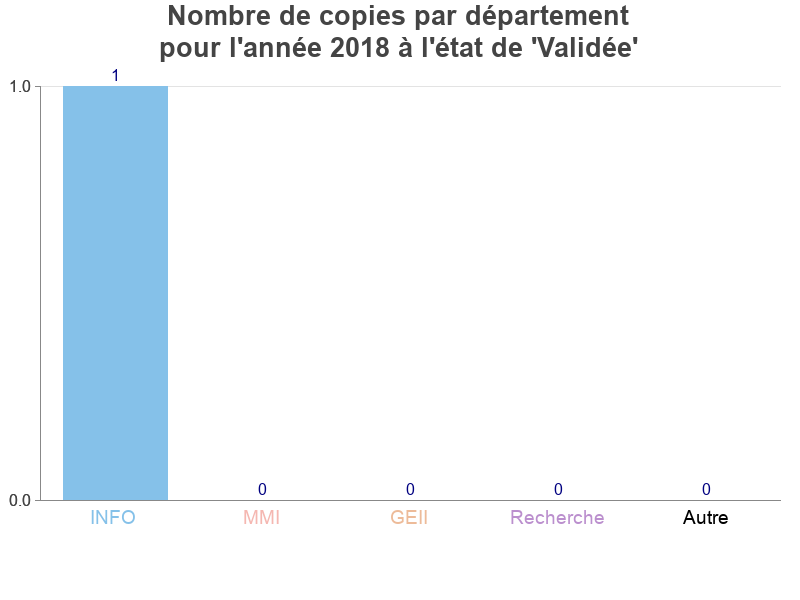 Nombre de copies par département
pour l'année 2018 à l'état de 'Validée'
1
1.0
0 0 0 0
0.0
INFO MMI GEII Recherche Autre